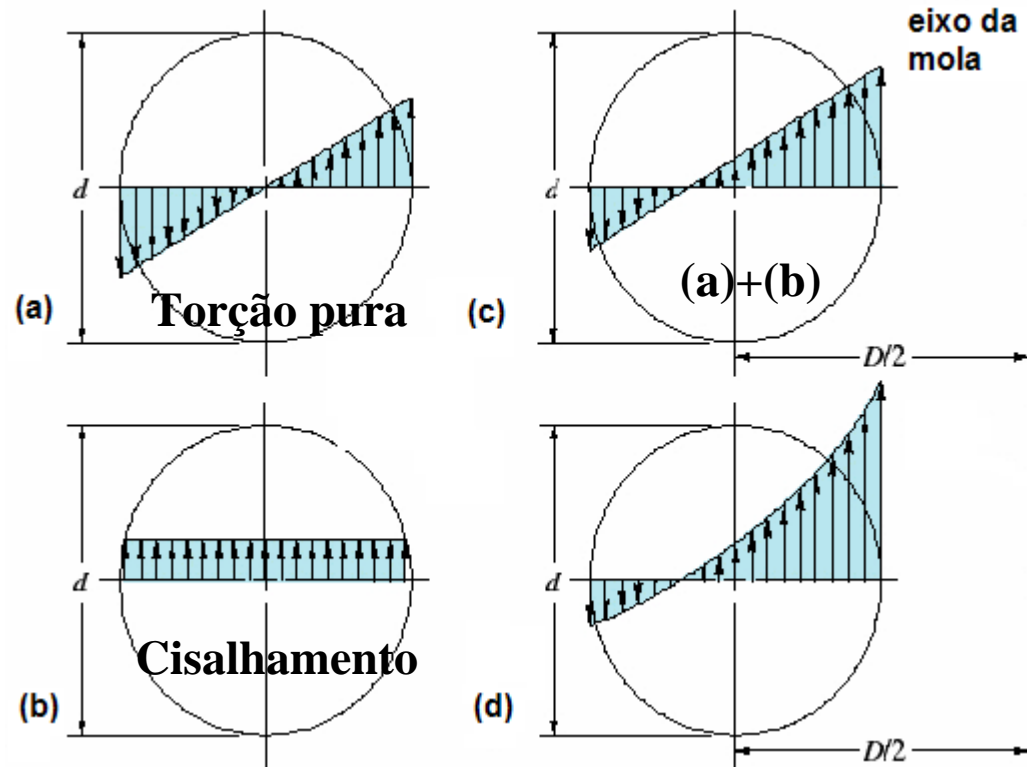 d
(a)
Torção pura
eixo da
mola
d
(c)
(a)+(b)
D/2
d
(b)
Cisalhamento
d
(d)
D/2